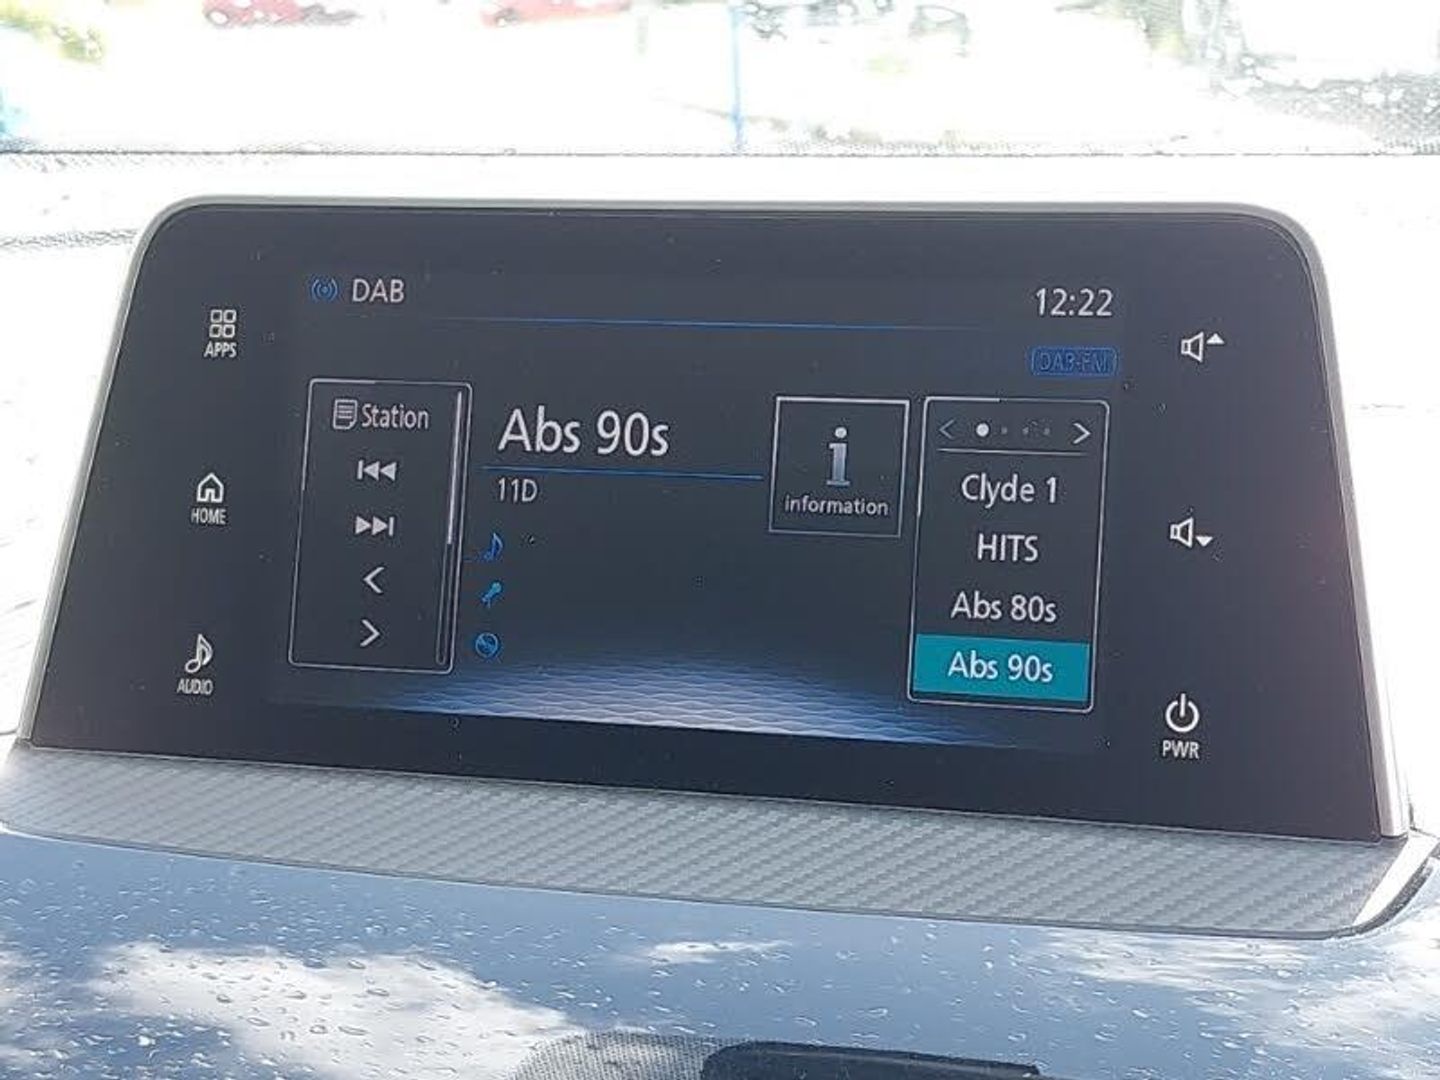 DAB
12:22
DAB-FM
APPS
HOME
AUDIO
Station
Abs 90s
11D
i
information
Clyde 1
HITS
Abs 80s
Abs 90s
PWR